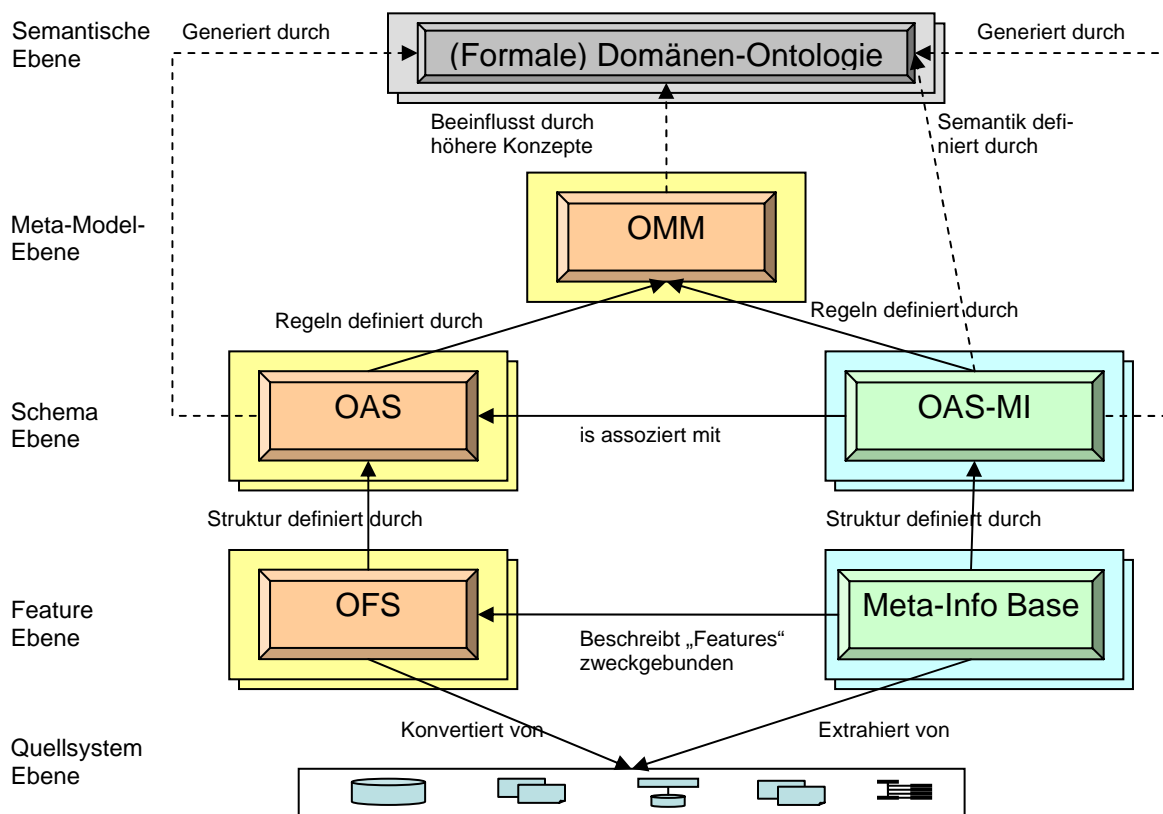 Semantische
Ebene
Generiert durch
(Formale) Domänen-Ontologie
Generiert durch
Beeinflusst durch
höhere Konzepte
Semantik defi-
niert durch
Meta-Model-
Ebene
OMM
Regeln definiert durch
Regeln definiert durch
Schema
Ebene
OAS
is assoziert mit
OAS-MI
Struktur definiert durch
Struktur definiert durch
Feature
Ebene
OFS
Beschreibt „Features“
zweckgebunden
Meta-Info Base
Konvertiert von
Extrahiert von
Quellsystem
Ebene